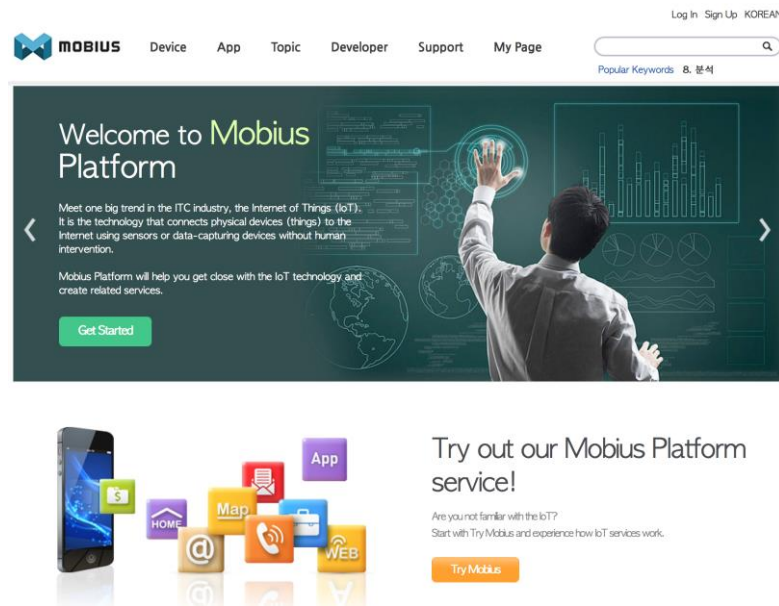 Log In Sign Up KOREAN
MOBIUS Device App Topic Developer Support My Page
Popular Keywords 8. 분석
Welcome to Mobius
Platform
Meet one big trend in the ITC industry, the Internet of Things (IoT).
It is the technology that connects physical devices (things) to the
Internet using sensors or data-capturing devices without human
intervention.
Mobius Platform will help you get close with the IoT technology and
create related services.
Get Started
App
HOME
Map
WEB
Try out our Mobius Platform
service!
Are you not familiar with the IoT?
Start with Try Mobius and experience how IoT services work.
Try Mobius